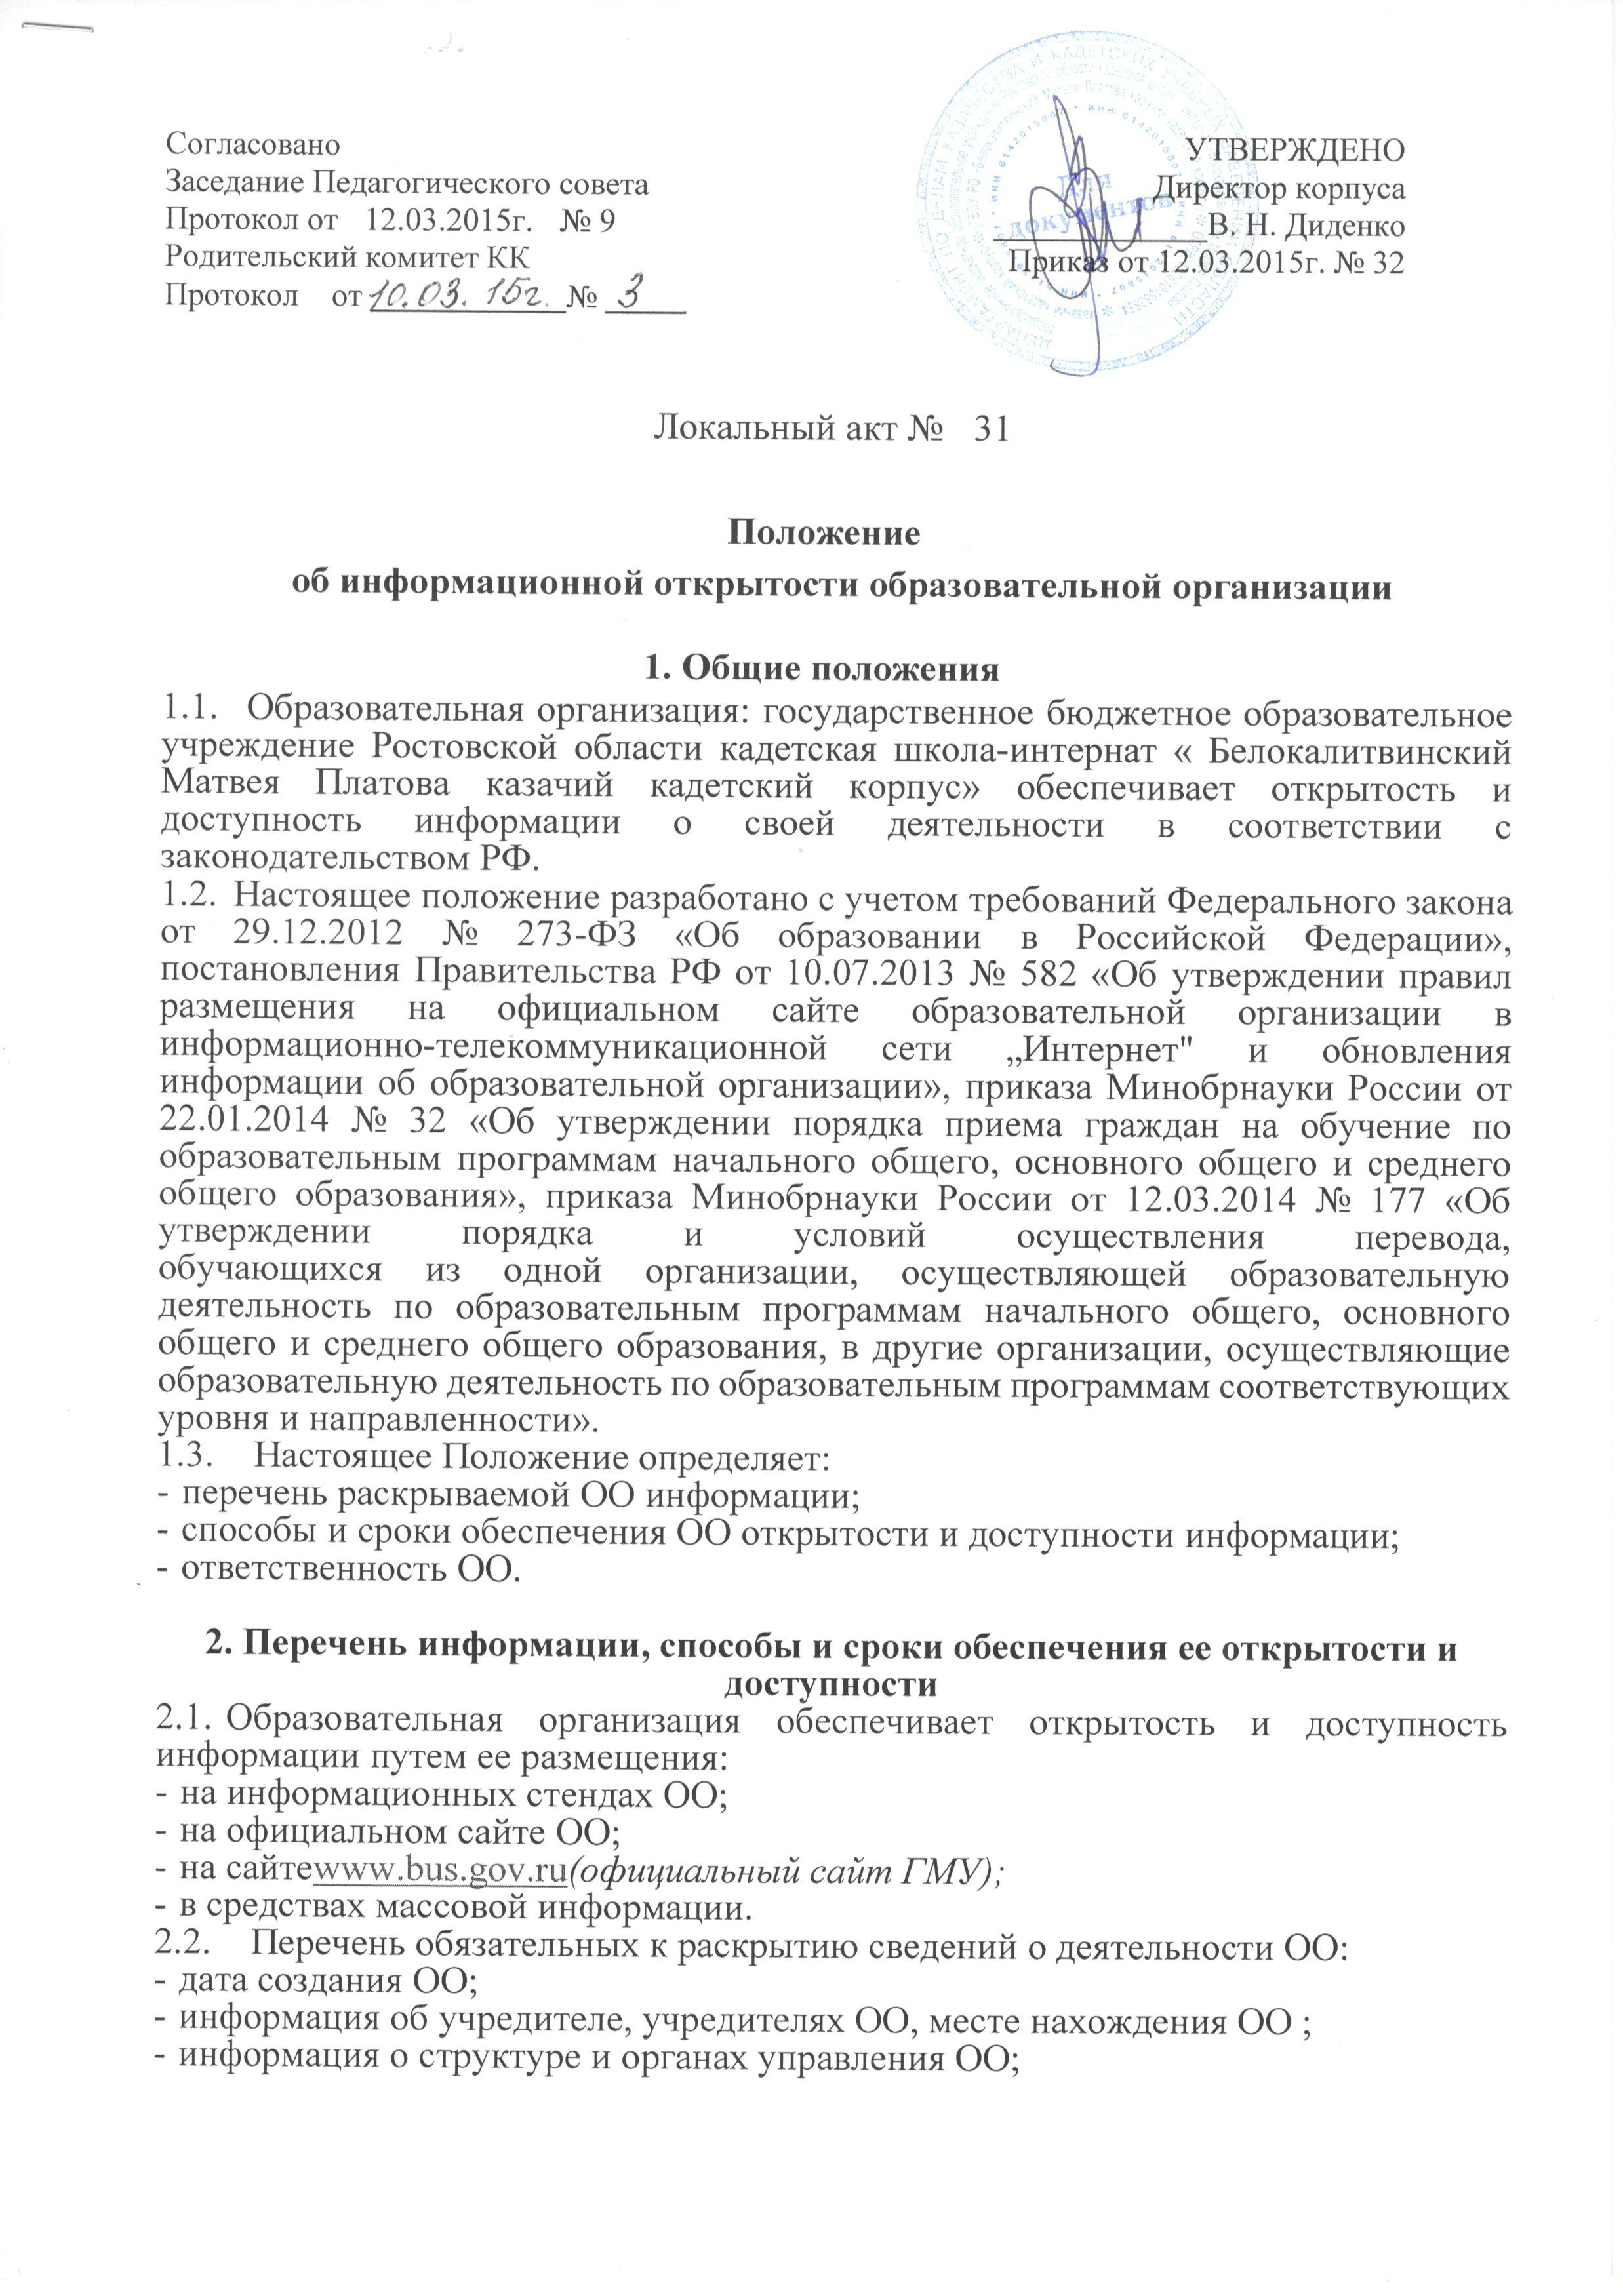 Согласовано
Заседание Педагогического совета
Протокол от 12.03.2015г. № 9
Родительский комитет КК
Протокол от 10.03.15г. № 3
УТВЕРЖДЕНО
Директор корпуса
В. Н. Диденко
Приказ от 12.03.2015г. № 32
Для
документов
Локальный акт № 31
Положение
об информационной открытости образовательной организации
1. Общие положения
1.1. Образовательная организация: государственное бюджетное образовательное
учреждение Ростовской области кадетская школа-интернат « Белокалитвинский
Матвея Платова казачий кадетский корпус» обеспечивает открытость и
доступность информации о своей деятельности в соответствии с
законодательством РФ.
1.2. Настоящее положение разработано с учетом требований Федерального закона
от 29.12.2012 № 273-ФЗ «Об образовании в Российской Федерации»,
постановления Правительства РФ от 10.07.2013 № 582 «Об утверждении правил
размещения на официальном сайте образовательной организации в
информационно-телекоммуникационной сети „Интернет" и обновления
информации об образовательной организации», приказа Минобрнауки России от
22.01.2014 № 32 «Об утверждении порядка приема граждан на обучение по
образовательным программам начального общего, основного общего и среднего
общего образования», приказа Минобрнауки России от 12.03.2014 № 177 «Об
утверждении порядка и условий осуществления перевода,
обучающихся из одной организации, осуществляющей образовательную
деятельность по образовательным программам начального общего, основного
общего и среднего общего образования, в другие организации, осуществляющие
образовательную деятельность по образовательным программам соответствующих
уровня и направленности».
1.3. Настоящее Положение определяет:
- перечень раскрываемой ОО информации;
- способы и сроки обеспечения ОО открытости и доступности информации;
- ответственность ОО.
2. Перечень информации, способы и сроки обеспечения ее открытости и
доступности
2.1. Образовательная организация обеспечивает открытость и доступность
информации путем ее размещения:
- на информационных стендах ОО;
- на официальном сайте ОО;
- на сайтеwww.bus.gov.ru(официальный сайт ГМУ);
- в средствах массовой информации.
2.2. Перечень обязательных к раскрытию сведений о деятельности ОО:
- дата создания ОО;
- информация об учредителе, учредителях ОО, месте нахождения ОО ;
- информация о структуре и органах управления ОО;